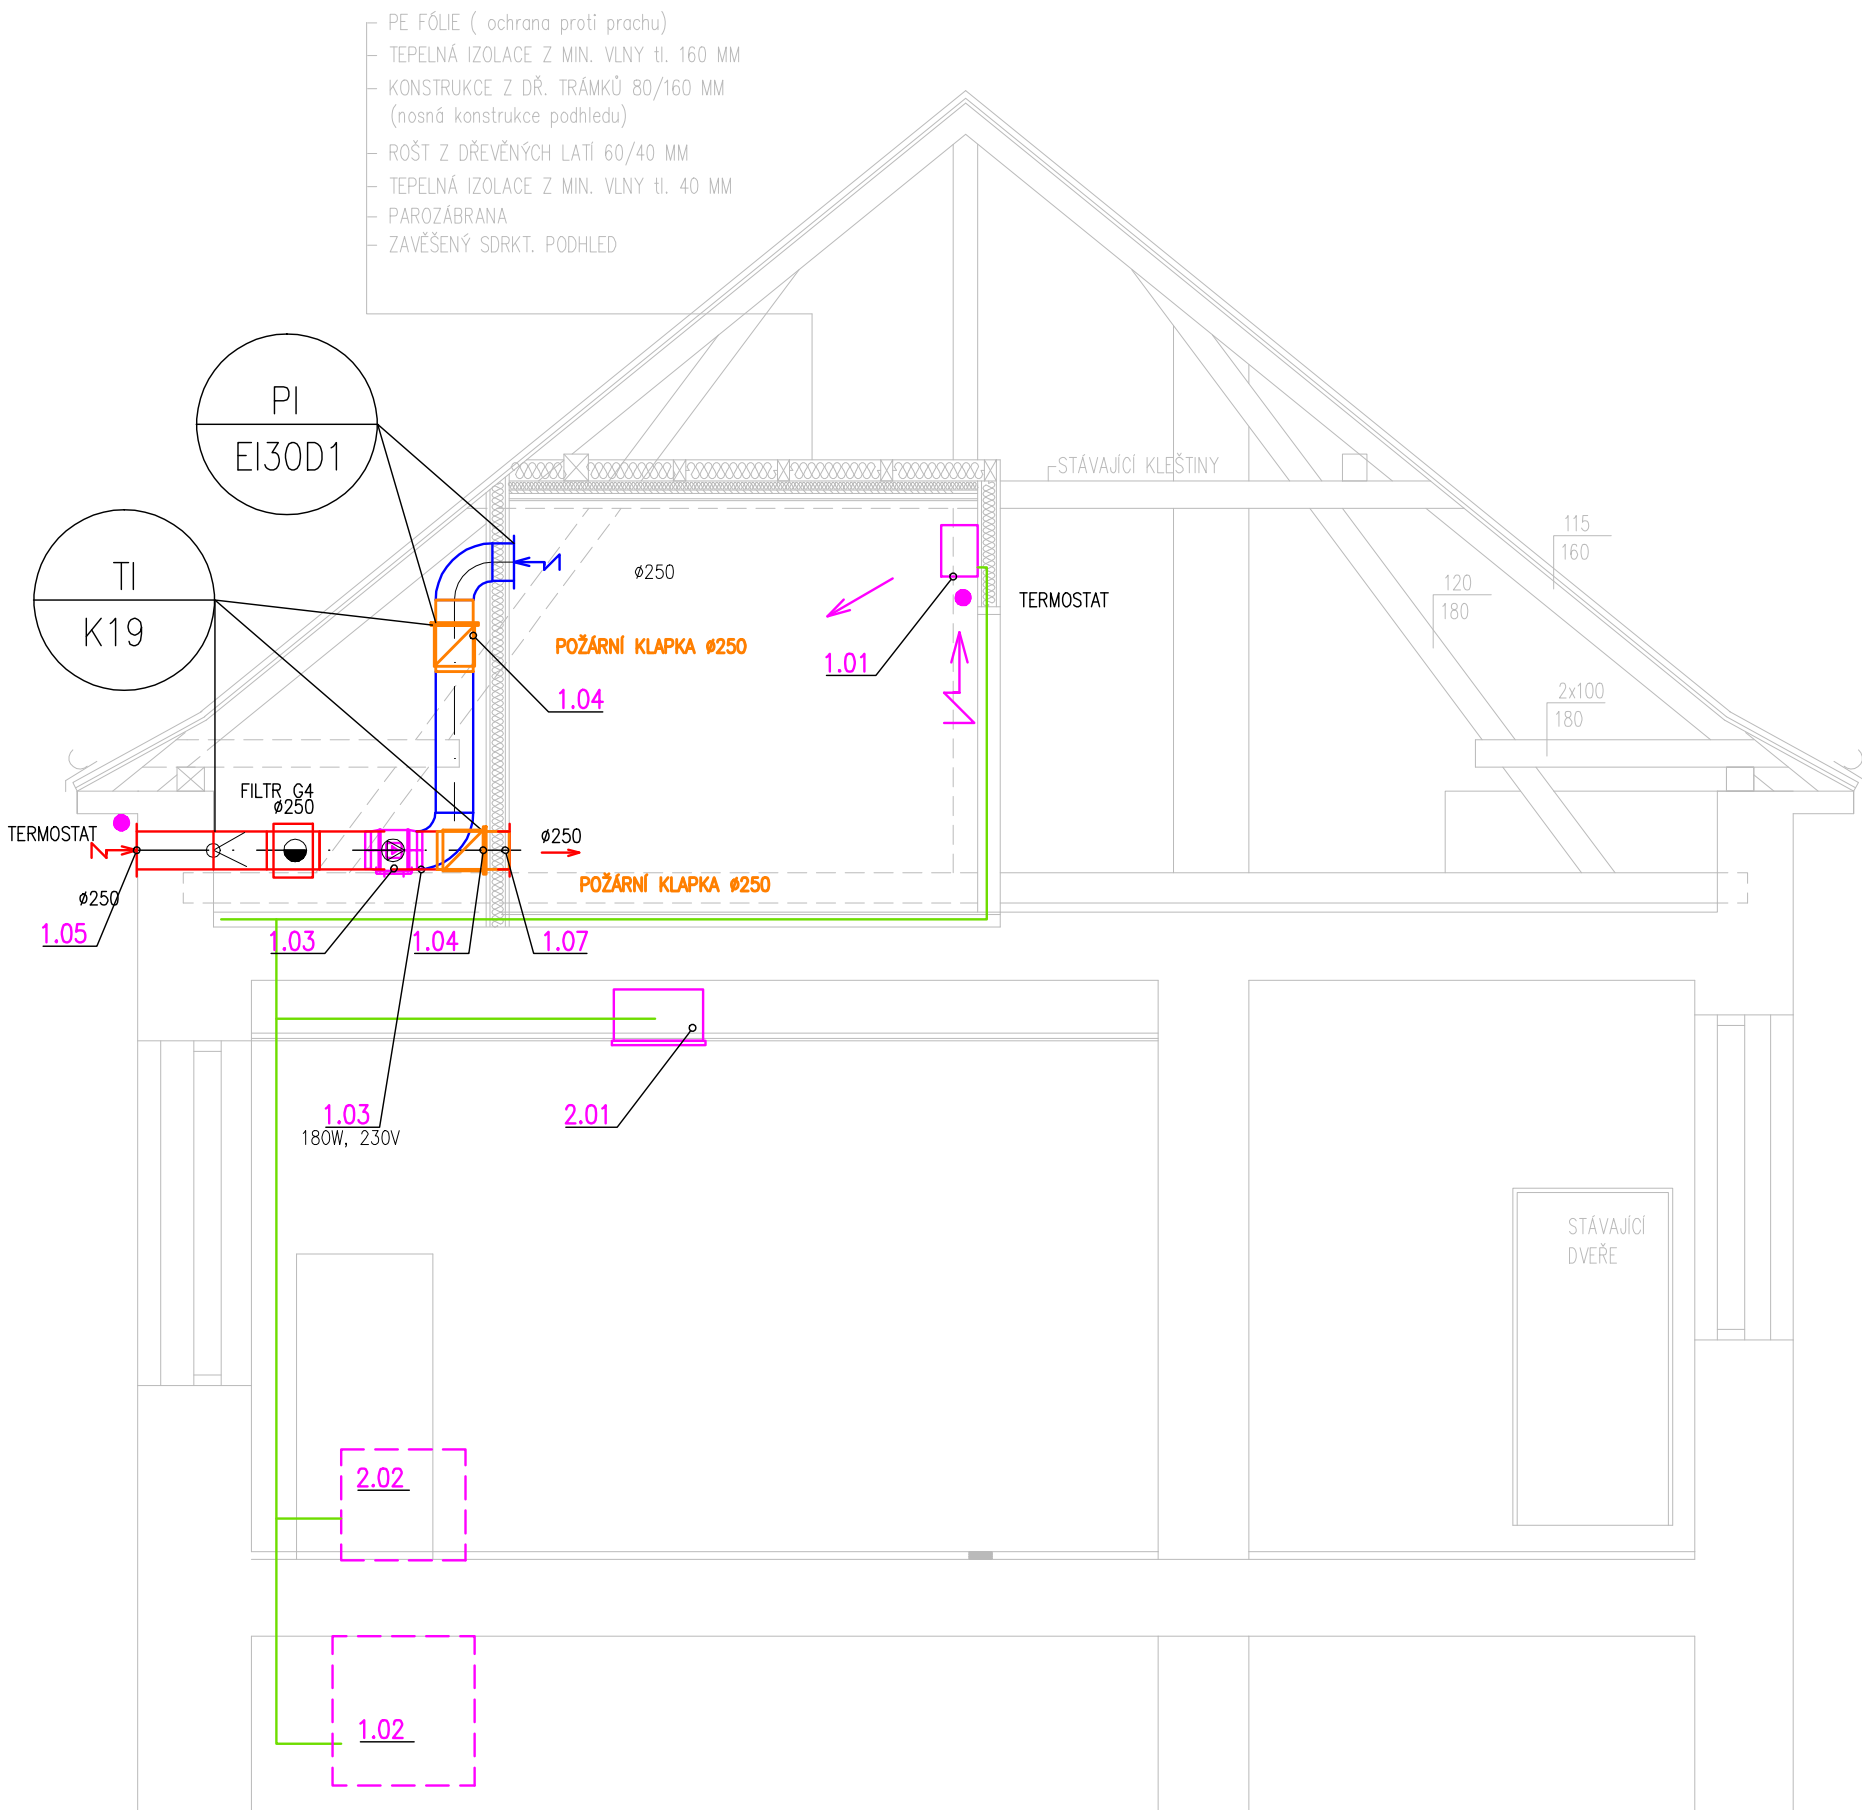 PE FÓLIE ( ochrana proti prachu)
TEPELNÁ IZOLACE Z MIN. VLNY tl. 160 MM
KONSTRUKCE Z DŘ. TRÁMKŮ 80/160 MM
(nosná konstrukce podhledu)
ROŠT Z DŘEVĚNÝCH LATÍ 60/40 MM
TEPELNÁ IZOLACE Z MIN. VLNY tl. 40 MM
PAROZÁBRANA
ZAVĚŠENÝ SDRKT. PODHLED
PI
EI30D1
STÁVAJÍCÍ KLEŠTINY
115
160
TI
K19
ø250
120
180
TERMOSTAT
POŽÁRNÍ KLAPKA ø250
1.01
1.04
2x100
180
FILTR G4
ø250
TERMOSTAT
ø250
POŽÁRNÍ KLAPKA ø250
ø250
1.05
1.03
1.04
1.07
1.03
180W, 230V
2.01
STÁVAJÍCÍ
DVEŘE
2.02
1.02